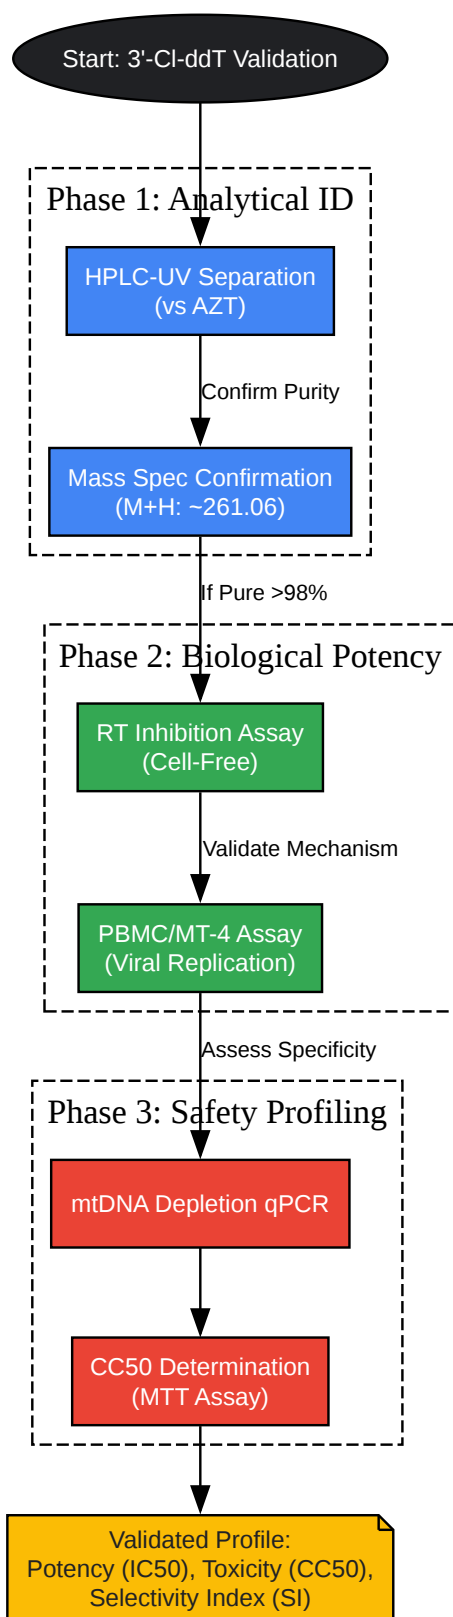 Start: 3'-Cl-ddT Validation
Phase 1: Analytical ID
HPLC-UV Separation
(vs AZT)
Confirm Purity
Mass Spec Confirmation
(M+H: ~261.06)
If Pure >98%
Phase 2: Biological Potency
RT Inhibition Assay
(Cell-Free)
Validate Mechanism
PBMC/MT-4 Assay
(Viral Replication)
Assess Specificity
Phase 3: Safety Profiling
mtDNA Depletion qPCR
CC50 Determination
(MTT Assay)
Validated Profile:
Potency (IC50), Toxicity (CC50),
Selectivity Index (SI)